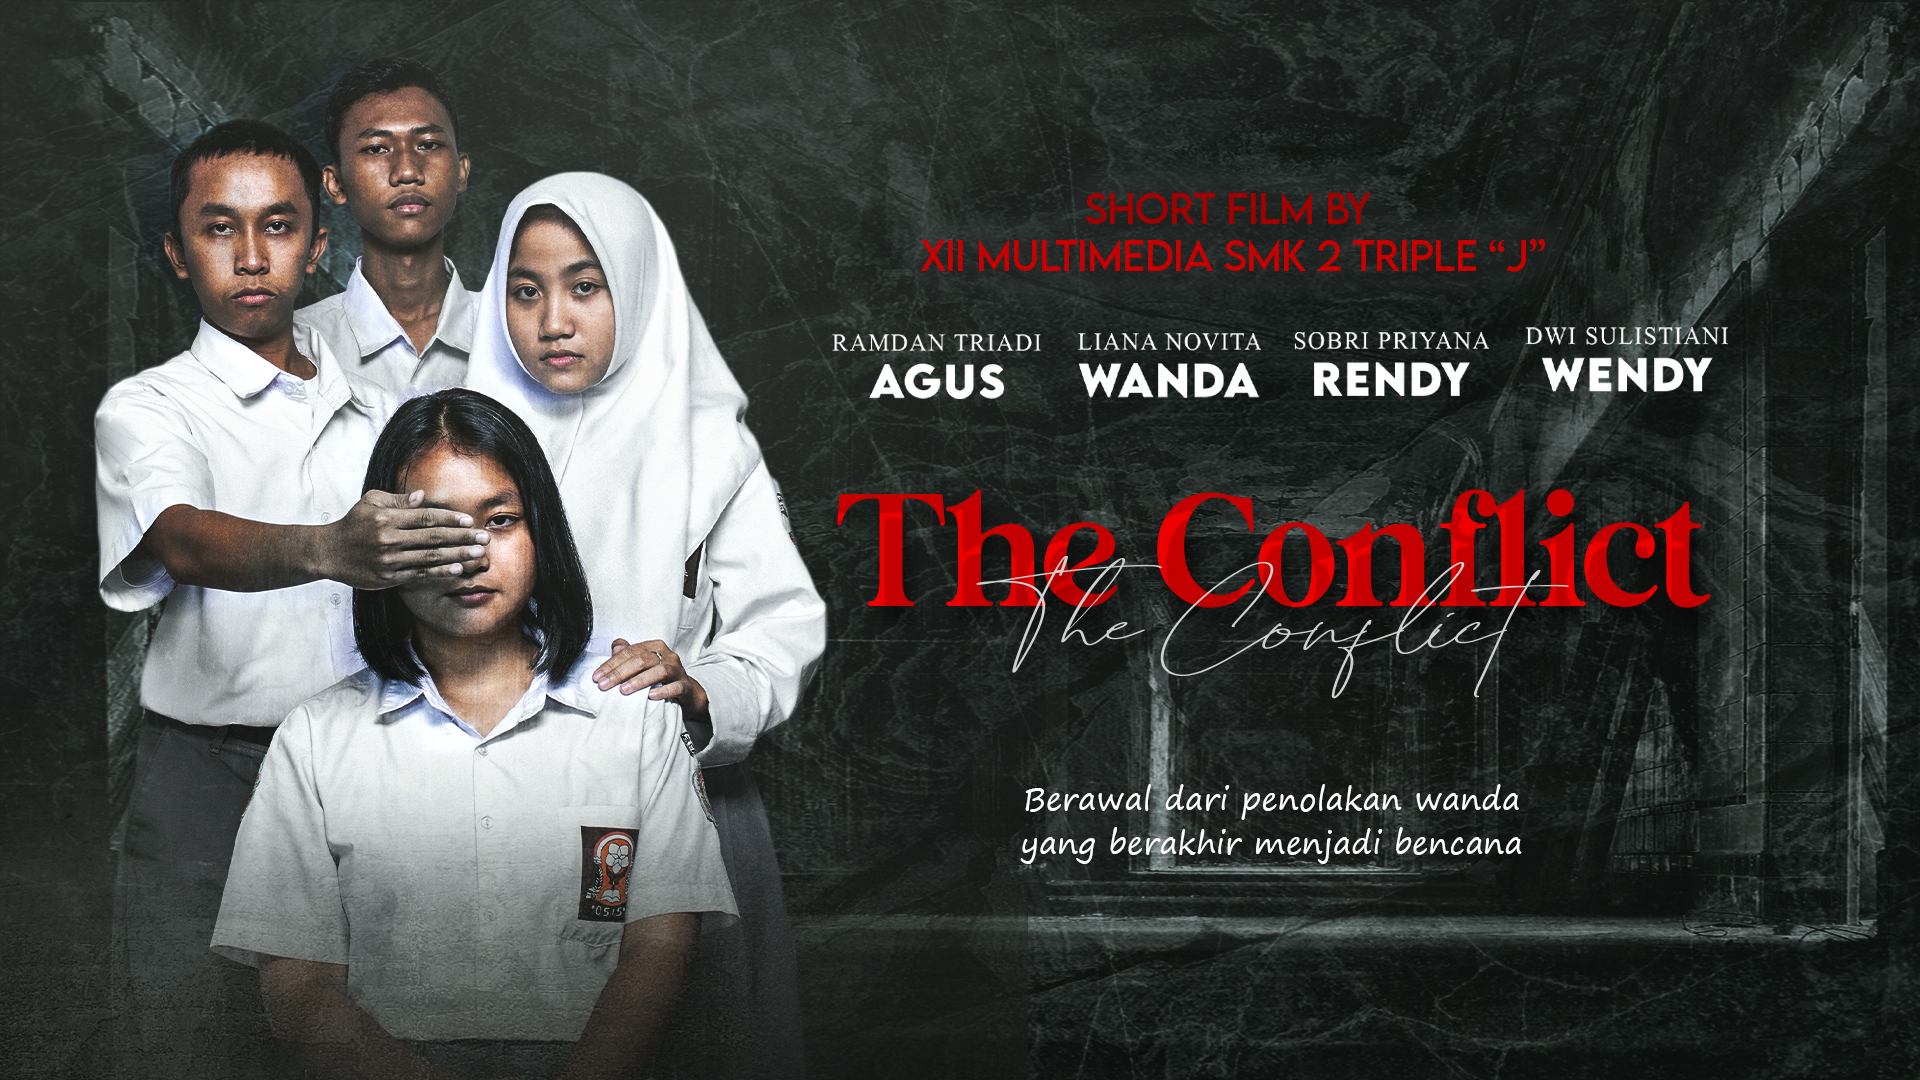 SHORT FILM BY
XII MULTIMEDIA SMK 2 TRIPLE “J”
RAMDAN TRIADI
AGUS
LIANA NOVITA
WANDA
SOBRI PRIYANA
RENDY
DWI SULISTIANI
WENDY
The Conflict
The Conflict
Berawal dari penolakan wanda
yang berakhir menjadi bencana
"OSIS"